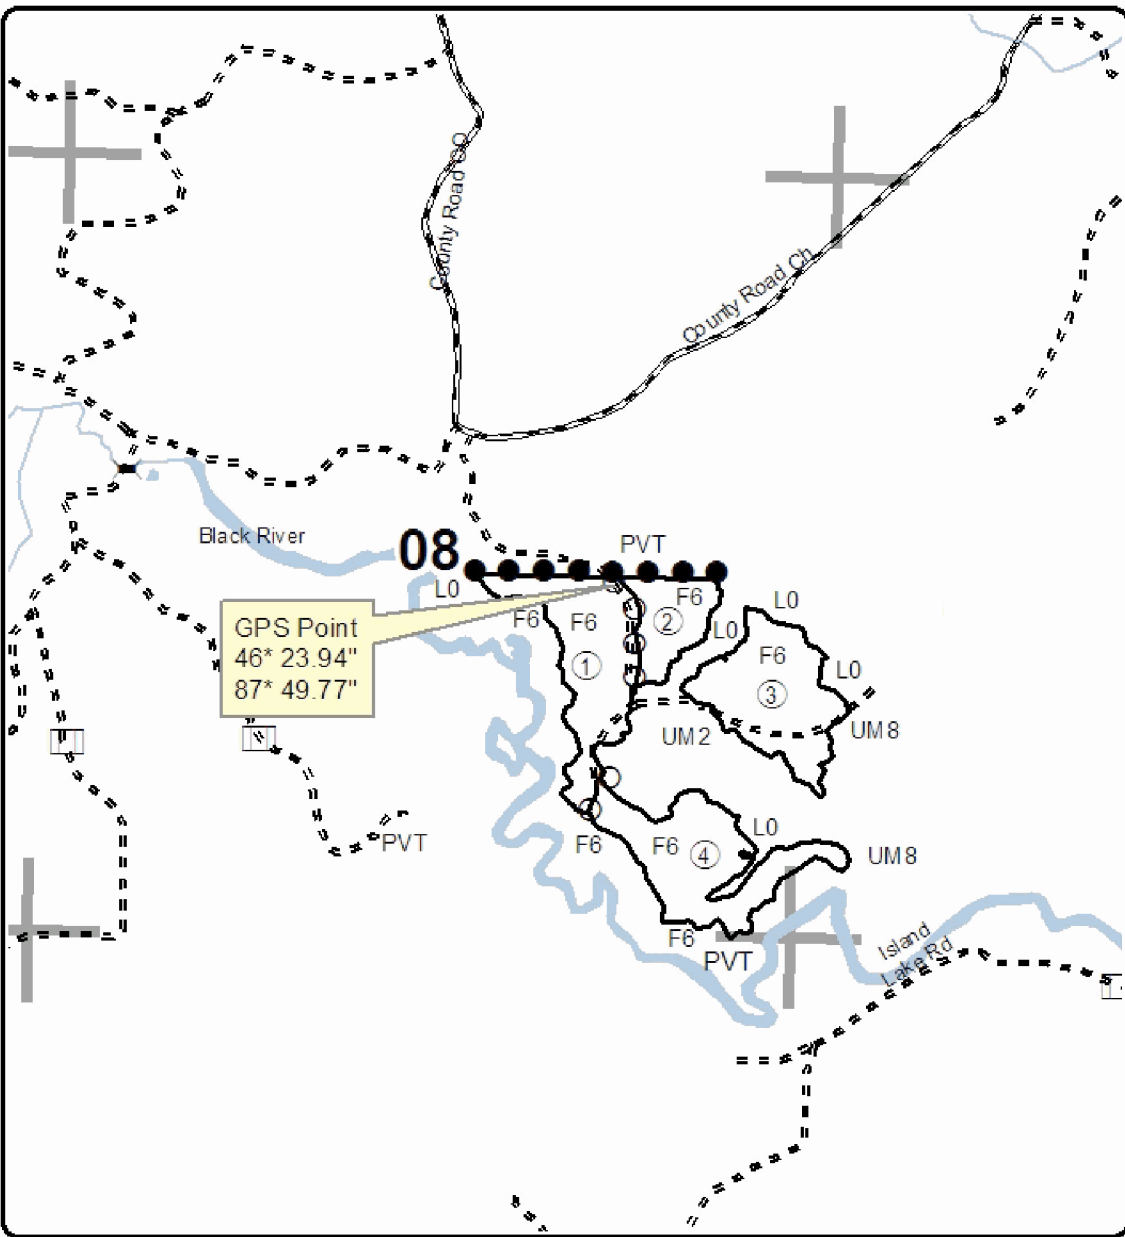 County Road GO
County Road Ch
Black River
08
PVT
L0
F6
F6
F6
2
L0
L0
GPS Point
46* 23.94"
87* 49.77"
1
F6
3
L0
UM2
UM8
PVT
F6
F6
4
L0
UM8
F6
PVT
Island
Lake Rd